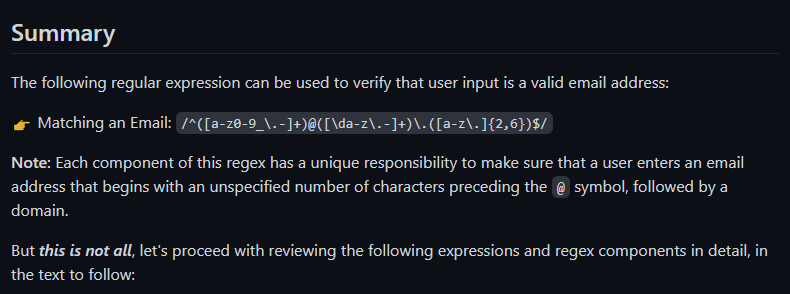 Summary
The following regular expression can be used to verify that user input is a valid email address:
👉 Matching an Email: /^([a-z0-9_\.-]+)@([\da-z\.-]+)\.([a-z\.]{2,6})$/
Note: Each component of this regex has a unique responsibility to make sure that a user enters an email
address that begins with an unspecified number of characters preceding the @ symbol, followed by a
domain.
But this is not all, let's proceed with reviewing the following expressions and regex components in detail, in
the text to follow: